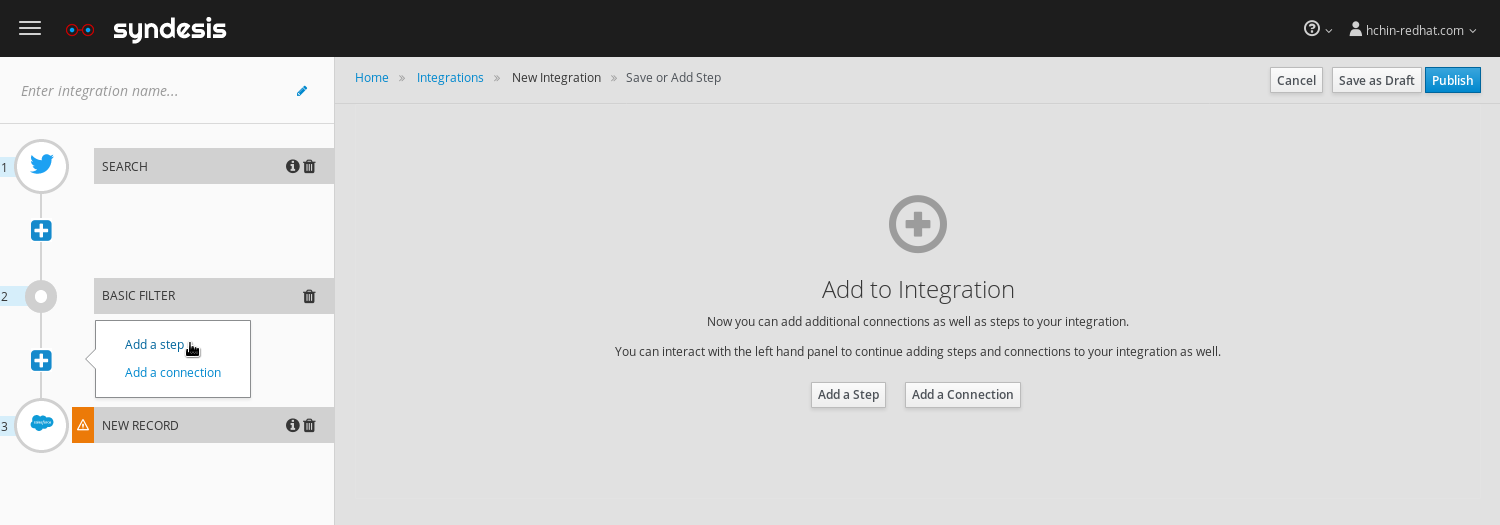 syndesis
hchin-redhat.com
Enter integration name...
Home » Integrations » New Integration » Save or Add Step
Cancel
Save as Draft
Publish
1
SEARCH
2
BASIC FILTER
Add a step
Add a connection
3
salesforce
NEW RECORD
Add to Integration
Now you can add additional connections as well as steps to your integration.
You can interact with the left hand panel to continue adding steps and connections to your integration as well.
Add a Step
Add a Connection